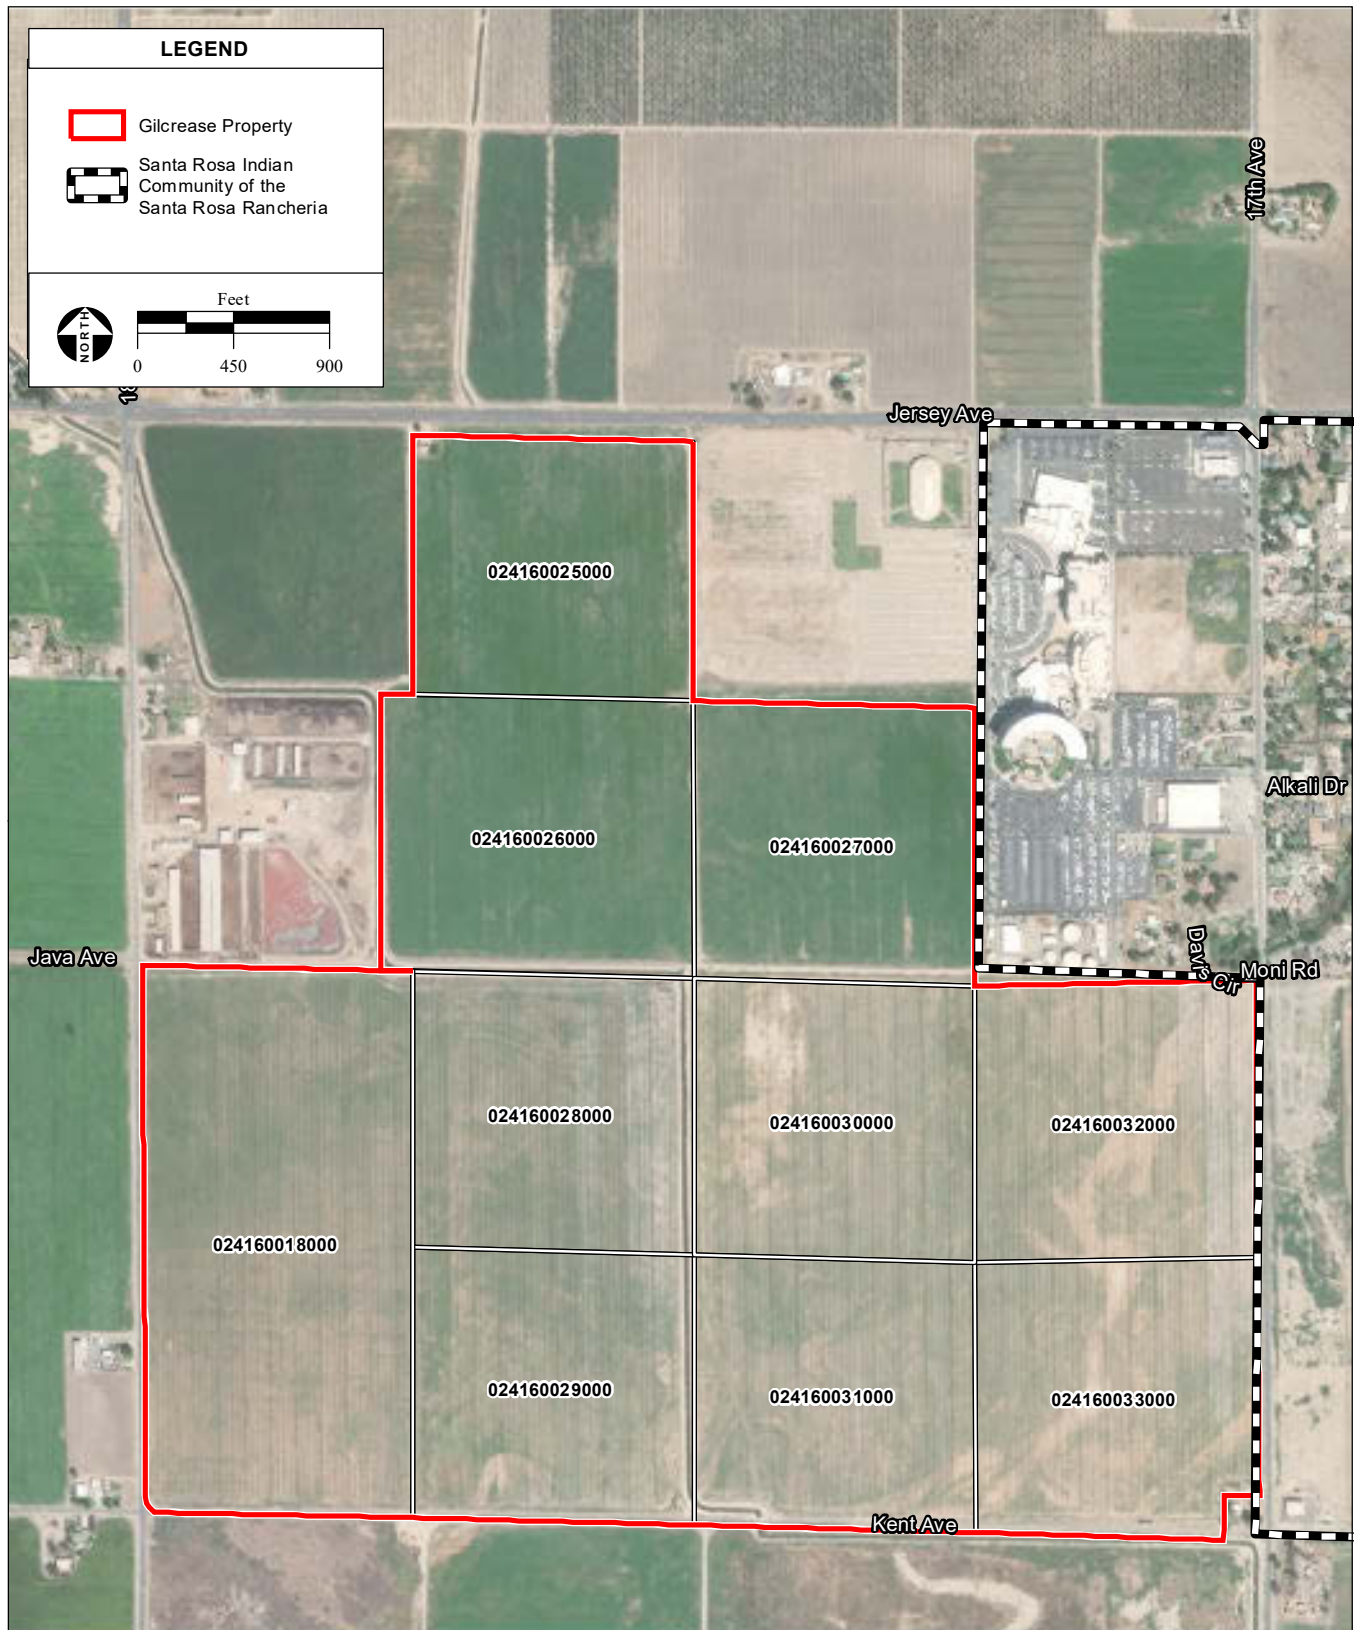 LEGEND
Gilcrease Property
Santa Rosa Indian
Community of the
Santa Rosa Rancheria
Feet
NORTH
0 450 900
17th Ave
Jersey Ave
024160025000
Alkali Dr
024160026000
024160027000
Java Ave
Davis Cir
Moni Rd
024160028000
024160030000
024160032000
024160018000
024160029000
024160031000
024160033000
Kent Ave